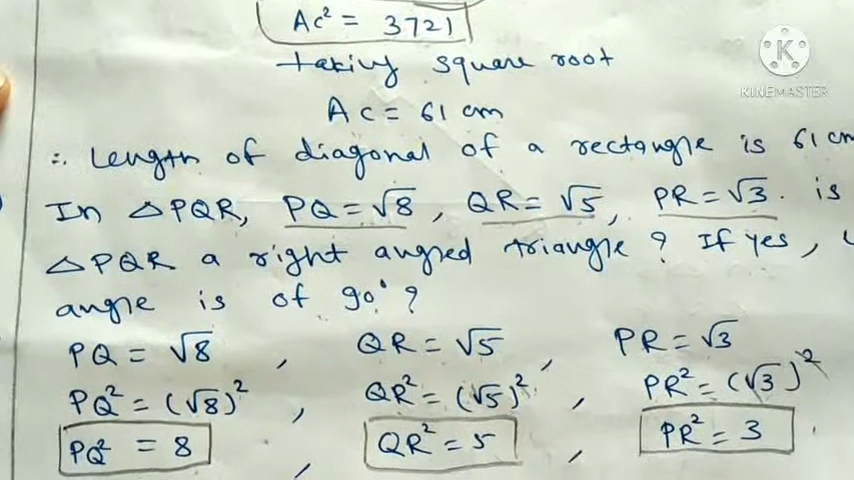 AC² = 3721
K
KINEMASTER
taking square root
AC = 61 cm
∴ Length of diagonal of a rectangle is 61 cm
In △PQR, PQ = √8, QR = √5, PR = √3. is
△PQR a right angled triangle? If yes,
angle is of 90°?
PQ = √8 , QR = √5 , PR = √3
PQ² = (√8)² , QR² = (√5)² , PR² = (√3)²
PQ² = 8 , QR² = 5 , PR² = 3 .